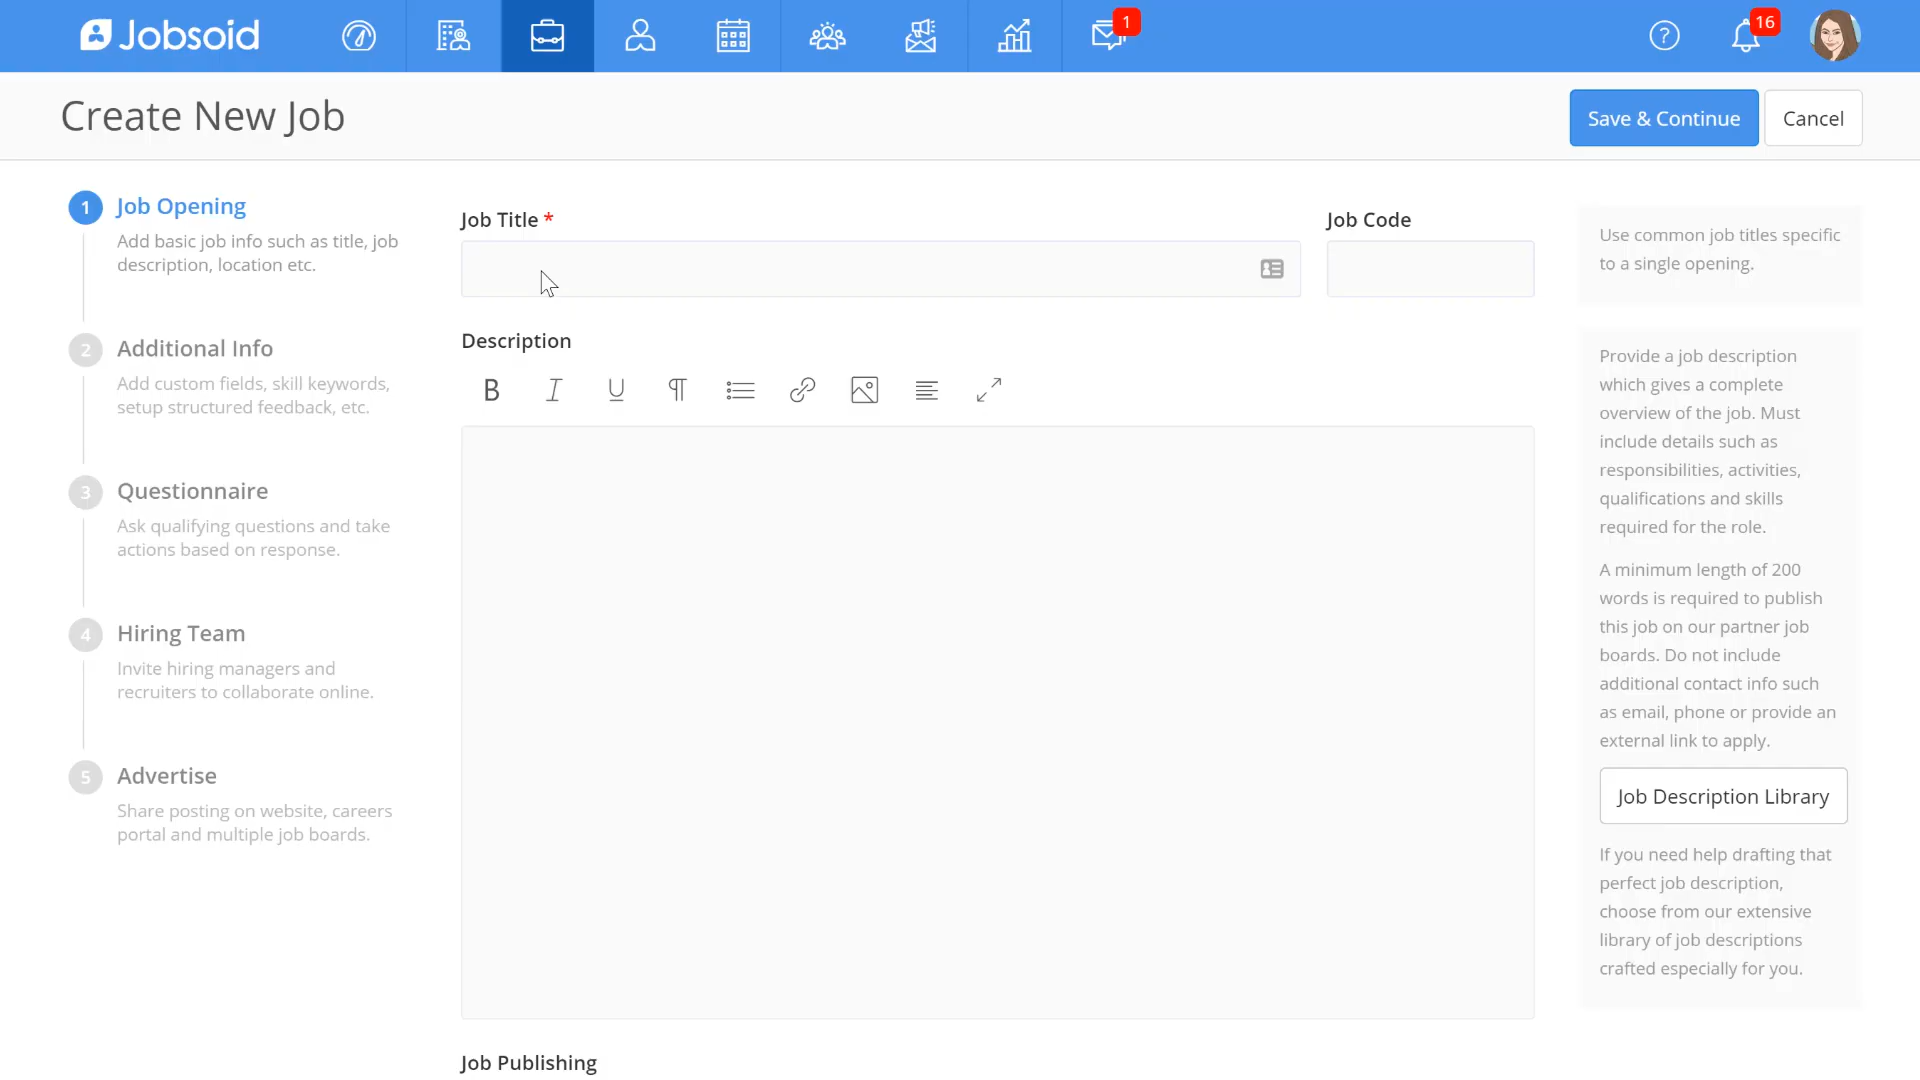 Jobsoid
1
?
16
Create New Job
Save & Continue
Cancel
1
Job Opening
Add basic job info such as title, job
description, location etc.
2
Additional Info
Add custom fields, skill keywords,
setup structured feedback, etc.
3
Questionnaire
Ask qualifying questions and take
actions based on response.
4
Hiring Team
Invite hiring managers and
recruiters to collaborate online.
5
Advertise
Share posting on website, careers
portal and multiple job boards.
Job Title *
Job Code
Description
B I U ¶
Job Publishing
Use common job titles specific
to a single opening.
Provide a job description
which gives a complete
overview of the job. Must
include details such as
responsibilities, activities,
qualifications and skills
required for the role.
A minimum length of 200
words is required to publish
this job on our partner job
boards. Do not include
additional contact info such
as email, phone or provide an
external link to apply.
Job Description Library
If you need help drafting that
perfect job description,
choose from our extensive
library of job descriptions
crafted especially for you.